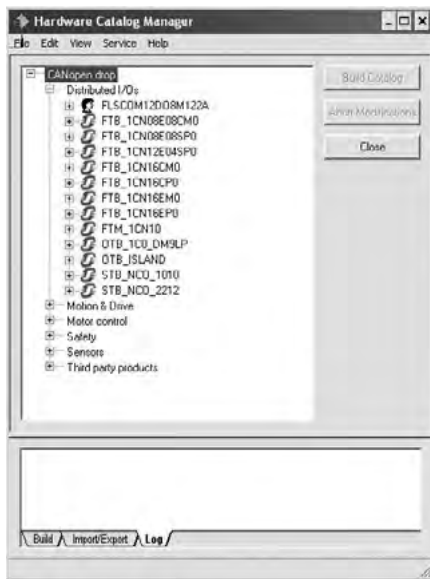 Hardware Catalog Manager
File Edit View Service Help
CANopen drop
Distributed I/Os
FLSCOM12DO8M122A
FTB_1CN08E08CM0
FTB_1CN08E08SP0
FTB_1CN12E04SP0
FTB_1CN16CM0
FTB_1CN16CP0
FTB_1CN16EM0
FTB_1CN16EP0
FTM_1CN10
OTB_1C0_DM9LP
OTB_ISLAND
STB_NCO_1010
STB_NCO_2212
Motion & Drive
Motor control
Safety
Sensors
Third party products
Build Catalog
Abort Modifications
Close
Build Import/Export Log